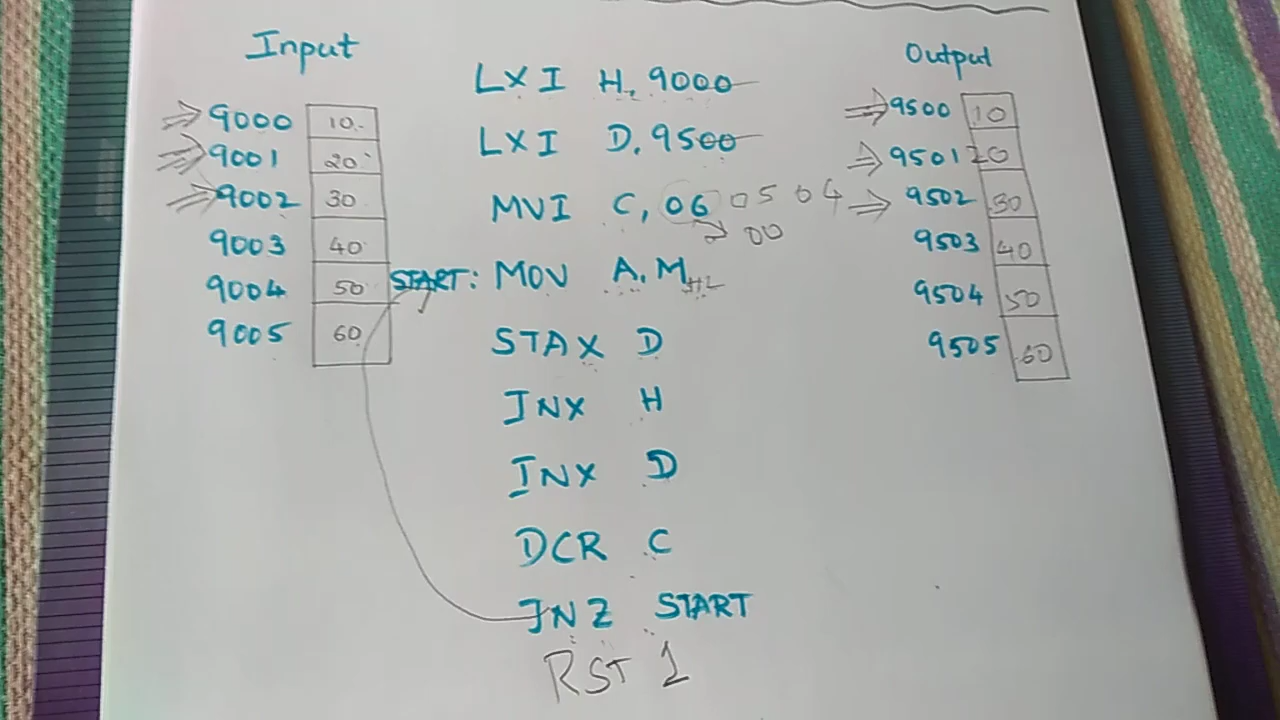 Input
9000 10
9001 20
9002 30
9003 40
9004 50
9005 60
LXI H, 9000
LXI D, 9500
MVI C, 06 05 04
00
START: MOV A, M HL
STAX D
INX H
INX D
DCR C
JNZ START
RST 1
Output
9500 10
9501 20
9502 30
9503 40
9504 50
9505 60